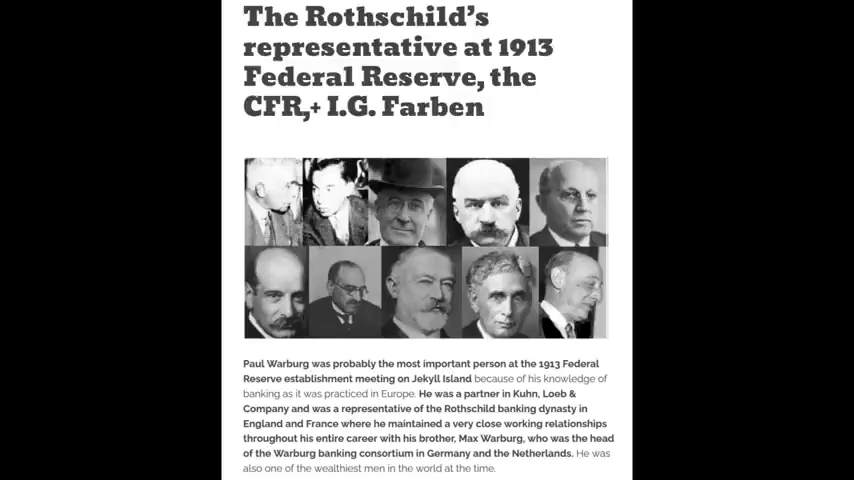 The Rothschild's
representative at 1913
Federal Reserve, the
CFR,+ I.G. Farben
Paul Warburg was probably the most important person at the 1913 Federal
Reserve establishment meeting on Jekyll Island because of his knowledge of
banking as it was practiced in Europe. He was a partner in Kuhn, Loeb &
Company and was a representative of the Rothschild banking dynasty in
England and France where he maintained a very close working relationships
throughout his entire career with his brother, Max Warburg, who was the head
of the Warburg banking consortium in Germany and the Netherlands. He was
also one of the wealthiest men in the world at the time.